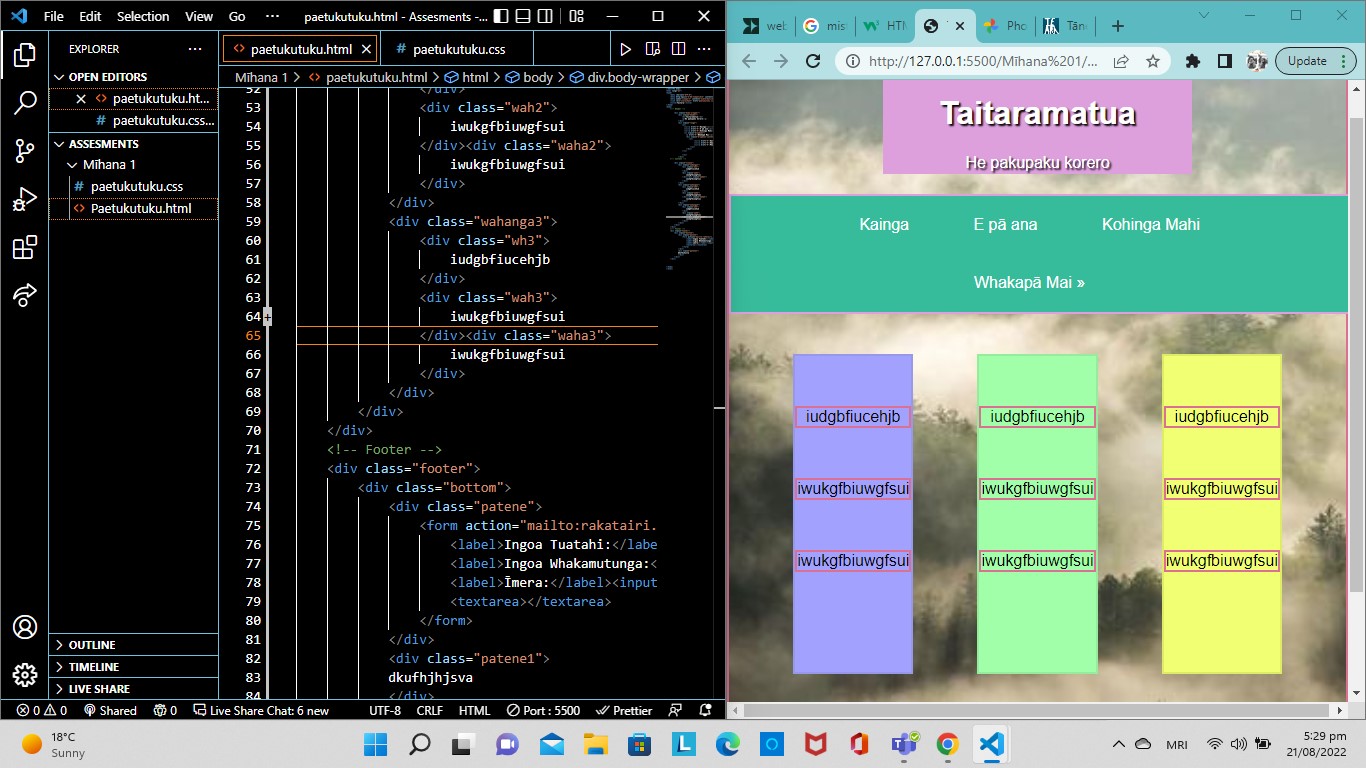 File Edit Selection View Go ··· paetukutuku.html - Assesments -...
EXPLORER ···
OPEN EDITORS
paetukutuku.ht...
paetukutuku.css...
ASSESMENTS
Mīhana 1
paetukutuku.css
Paetukutuku.html
OUTLINE
TIMELINE
LIVE SHARE
paetukutuku.html
paetukutuku.css
Mīhana 1 > paetukutuku.html > html > body > div.body-wrapper >
52 </div>
53 <div class="wah2">
54 iwukgfbiuwgfsui
55 </div><div class="waha2">
56 iwukgfbiuwgfsui
57 </div>
58 </div>
59 <div class="wahanga3">
60 <div class="wh3">
61 iudgbfiucehjb
62 </div>
63 <div class="wah3">
64 iwukgfbiuwgfsui
65 </div><div class="waha3">
66 iwukgfbiuwgfsui
67 </div>
68 </div>
69 </div>
70 </div>
71 <!-- Footer -->
72 <div class="footer">
73 <div class="bottom">
74 <div class="patene">
75 <form action="mailto:rakatairi.
76 <label>Ingoa Tuatahi:</labe
77 <label>Ingoa Whakamutunga:<
78 <label>Īmera:</label><input
79 <textarea></textarea>
80 </form>
81 </div>
82 <div class="patene1">
83 dkufhjhjsva
84 </div>
0 0 Shared 0 Live Share Chat: 6 new UTF-8 CRLF HTML Port : 5500 Prettier
web mis HTM T Pho Tāne
http://127.0.0.1:5500/Mīhana%201/... Update
Taitaramatua
He pakupaku korero
Kainga E pā ana Kohinga Mahi
Whakapā Mai »
iudgbfiucehjb iudgbfiucehjb iudgbfiucehjb
iwukgfbiuwgfsui iwukgfbiuwgfsui iwukgfbiuwgfsui
iwukgfbiuwgfsui iwukgfbiuwgfsui iwukgfbiuwgfsui
18°C
Sunny
MRI
5:29 pm
21/08/2022